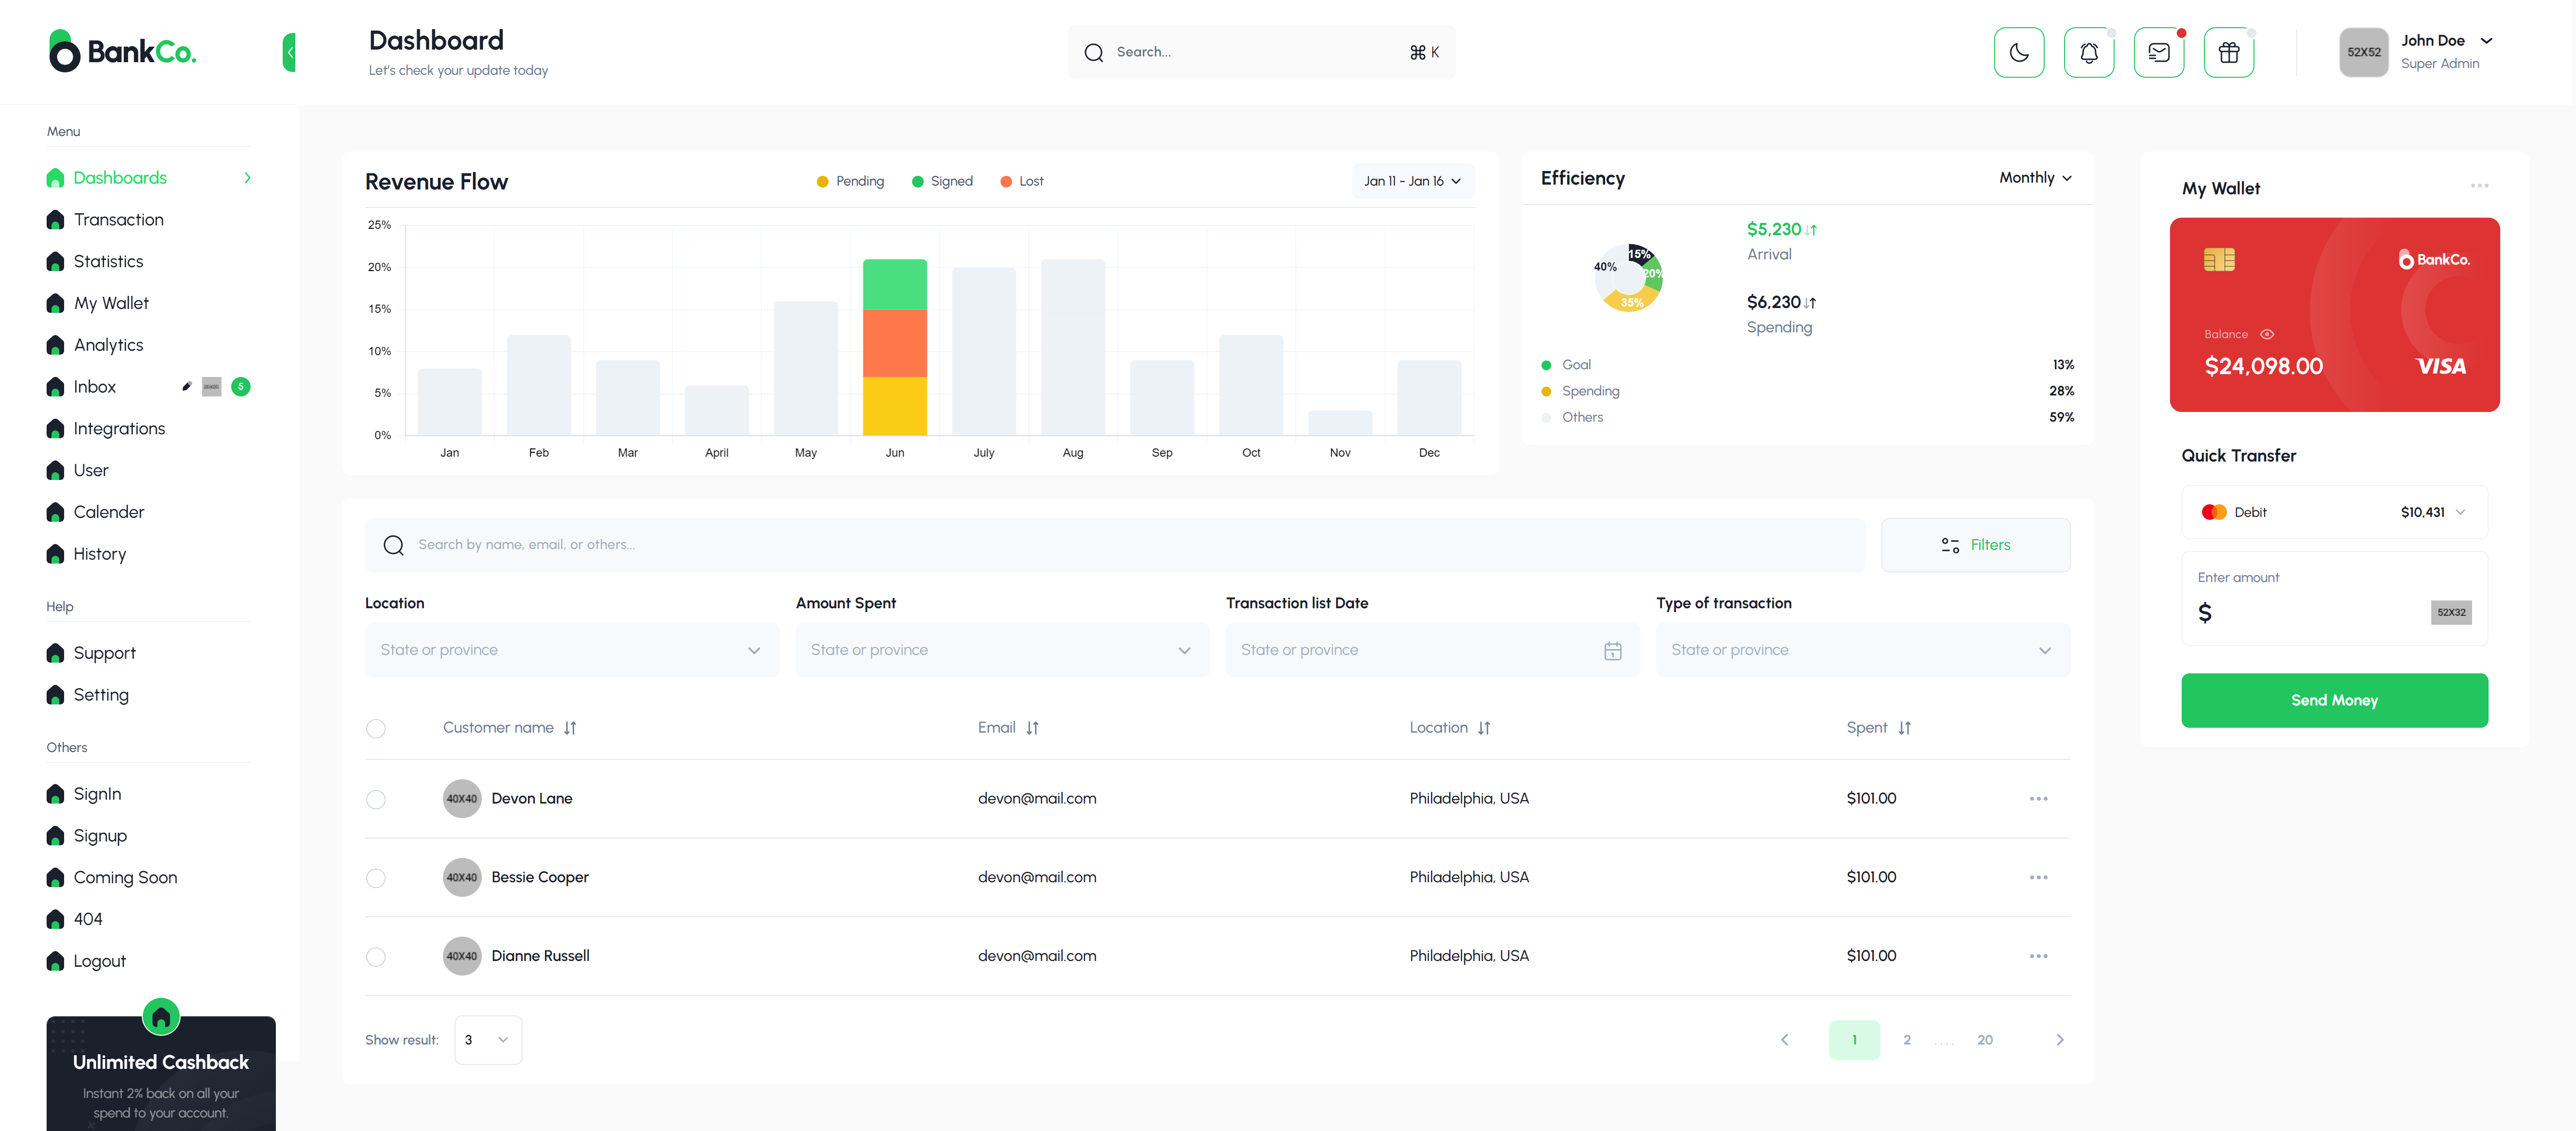 BankCo.
Dashboard
Let's check your update today
Search...
⌘ K
52X52
John Doe
Super Admin
Menu
Dashboards
Transaction
Statistics
My Wallet
Analytics
Inbox
5
Integrations
User
Calender
History
Help
Support
Setting
Others
SignIn
Signup
Coming Soon
404
Logout
Unlimited Cashback
Instant 2% back on all your
spend to your account.
Revenue Flow
Pending
Signed
Lost
Jan 11 - Jan 16
25%
20%
15%
10%
5%
0%
Jan Feb Mar April May Jun July Aug Sep Oct Nov Dec
Efficiency
Monthly
15%
40%
20%
35%
$5,230
Arrival
$6,230
Spending
Goal 13%
Spending 28%
Others 59%
Search by name, email, or others...
Filters
Location Amount Spent Transaction list Date Type of transaction
State or province State or province State or province State or province
Customer name Email Location Spent
40X40 Devon Lane devon@mail.com Philadelphia, USA $101.00
40X40 Bessie Cooper devon@mail.com Philadelphia, USA $101.00
40X40 Dianne Russell devon@mail.com Philadelphia, USA $101.00
Show result: 3
1 2 .... 20
My Wallet
BankCo.
Balance
$24,098.00
VISA
Quick Transfer
Debit $10,431
Enter amount
$
52X32
Send Money